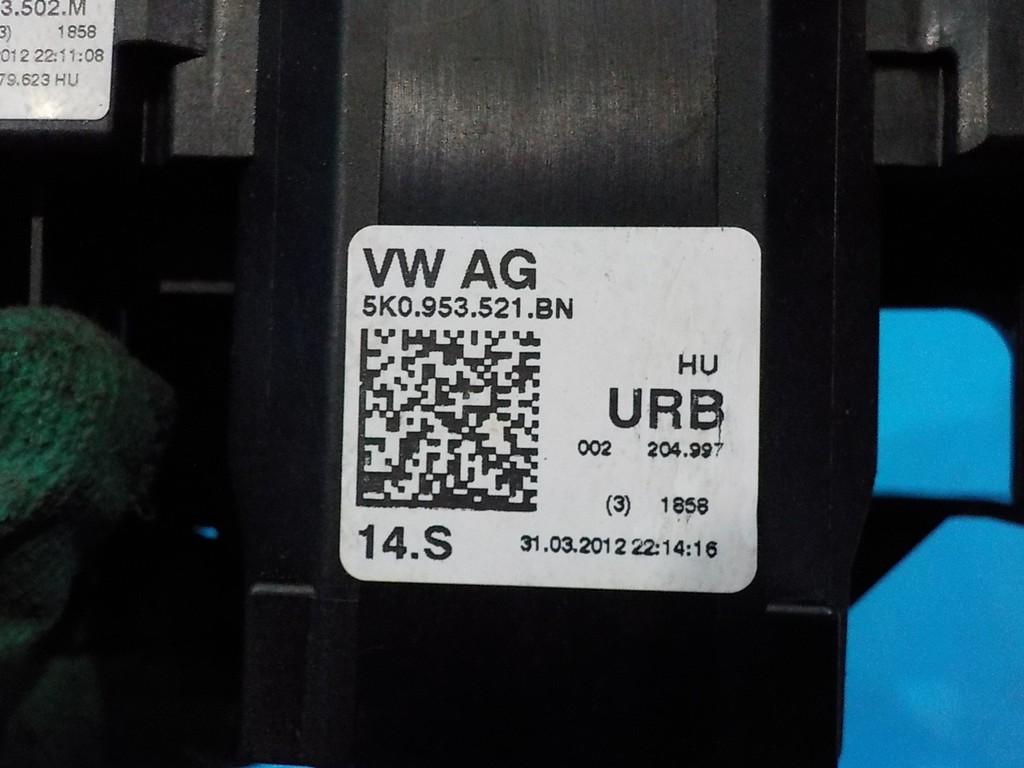 3.502.M
3) 1858
012 22:11:08
79.623 HU
VW AG
5K0.953.521.BN
HU
URB
002 204.997
(3) 1858
14.S 31.03.2012 22:14:16